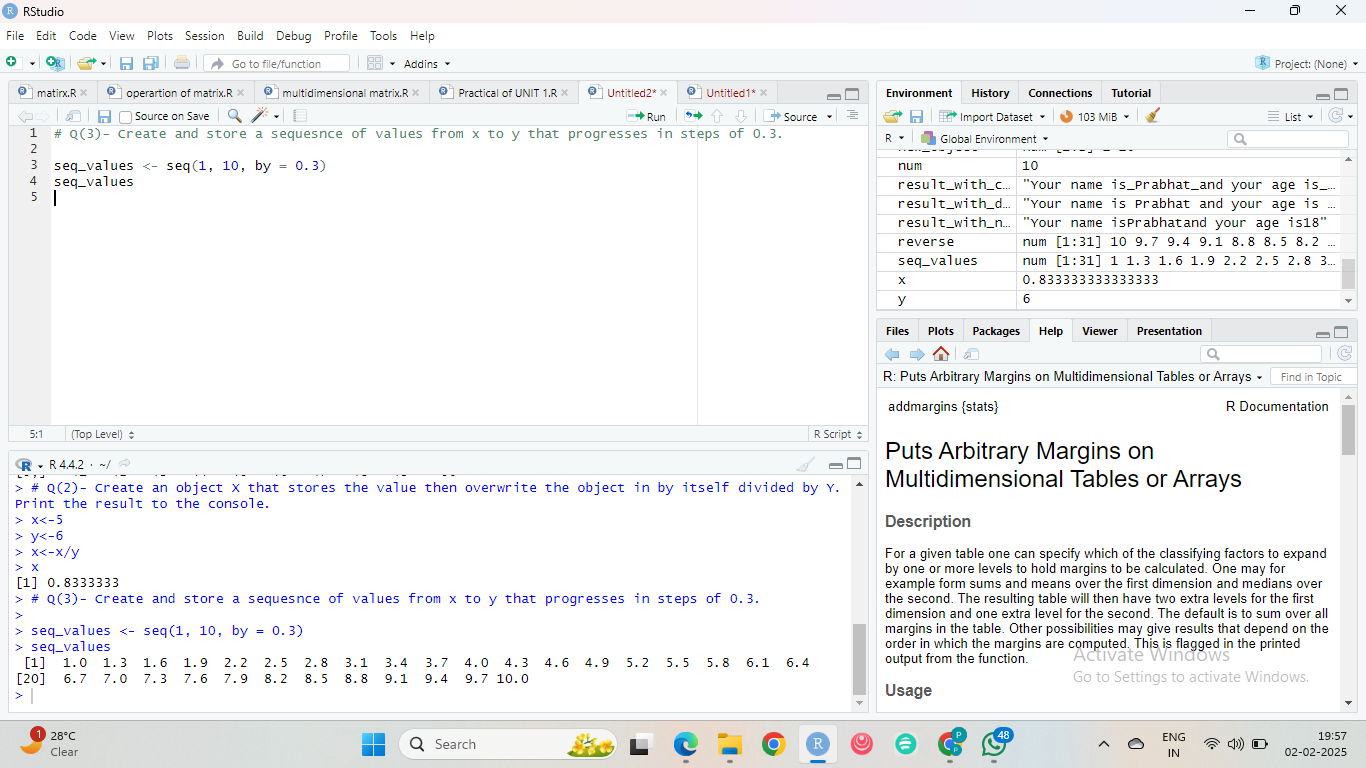 RStudio
File Edit Code View Plots Session Build Debug Profile Tools Help
Go to file/function Addins Project: (None)
matirx.R operartion of matrix.R multidimensional matrix.R Practical of UNIT 1.R Untitled2* Untitled1*
Source on Save Run Source
1 # Q(3)- Create and store a sequesnce of values from x to y that progresses in steps of 0.3.
2
3 seq_values <- seq(1, 10, by = 0.3)
4 seq_values
5
5:1 (Top Level) R Script
R 4.4.2 · ~/
> # Q(2)- Create an object X that stores the value then overwrite the object in by itself divided by Y.
Print the result to the console.
> x<-5
> y<-6
> x<-x/y
> x
[1] 0.8333333
> # Q(3)- Create and store a sequesnce of values from x to y that progresses in steps of 0.3.
>
> seq_values <- seq(1, 10, by = 0.3)
> seq_values
[1] 1.0 1.3 1.6 1.9 2.2 2.5 2.8 3.1 3.4 3.7 4.0 4.3 4.6 4.9 5.2 5.5 5.8 6.1 6.4
[20] 6.7 7.0 7.3 7.6 7.9 8.2 8.5 8.8 9.1 9.4 9.7 10.0
>
Environment History Connections Tutorial
Import Dataset 103 MiB List
R Global Environment
num 10
result_with_c… "Your name is_Prabhat_and your age is_…
result_with_d… "Your name is Prabhat and your age is …
result_with_n… "Your name isPrabhatand your age is18"
reverse num [1:31] 10 9.7 9.4 9.1 8.8 8.5 8.2 …
seq_values num [1:31] 1 1.3 1.6 1.9 2.2 2.5 2.8 3…
x 0.833333333333333
y 6
Files Plots Packages Help Viewer Presentation
R: Puts Arbitrary Margins on Multidimensional Tables or Arrays Find in Topic
addmargins {stats} R Documentation
Puts Arbitrary Margins on
Multidimensional Tables or Arrays
Description
For a given table one can specify which of the classifying factors to expand
by one or more levels to hold margins to be calculated. One may for
example form sums and means over the first dimension and medians over
the second. The resulting table will then have two extra levels for the first
dimension and one extra level for the second. The default is to sum over all
margins in the table. Other possibilities may give results that depend on the
order in which the margins are computed. This is flagged in the printed
output from the function.
Activate Windows
Go to Settings to activate Windows.
Usage
1 28°C
Clear
Search
P
48
ENG
IN
19:57
02-02-2025